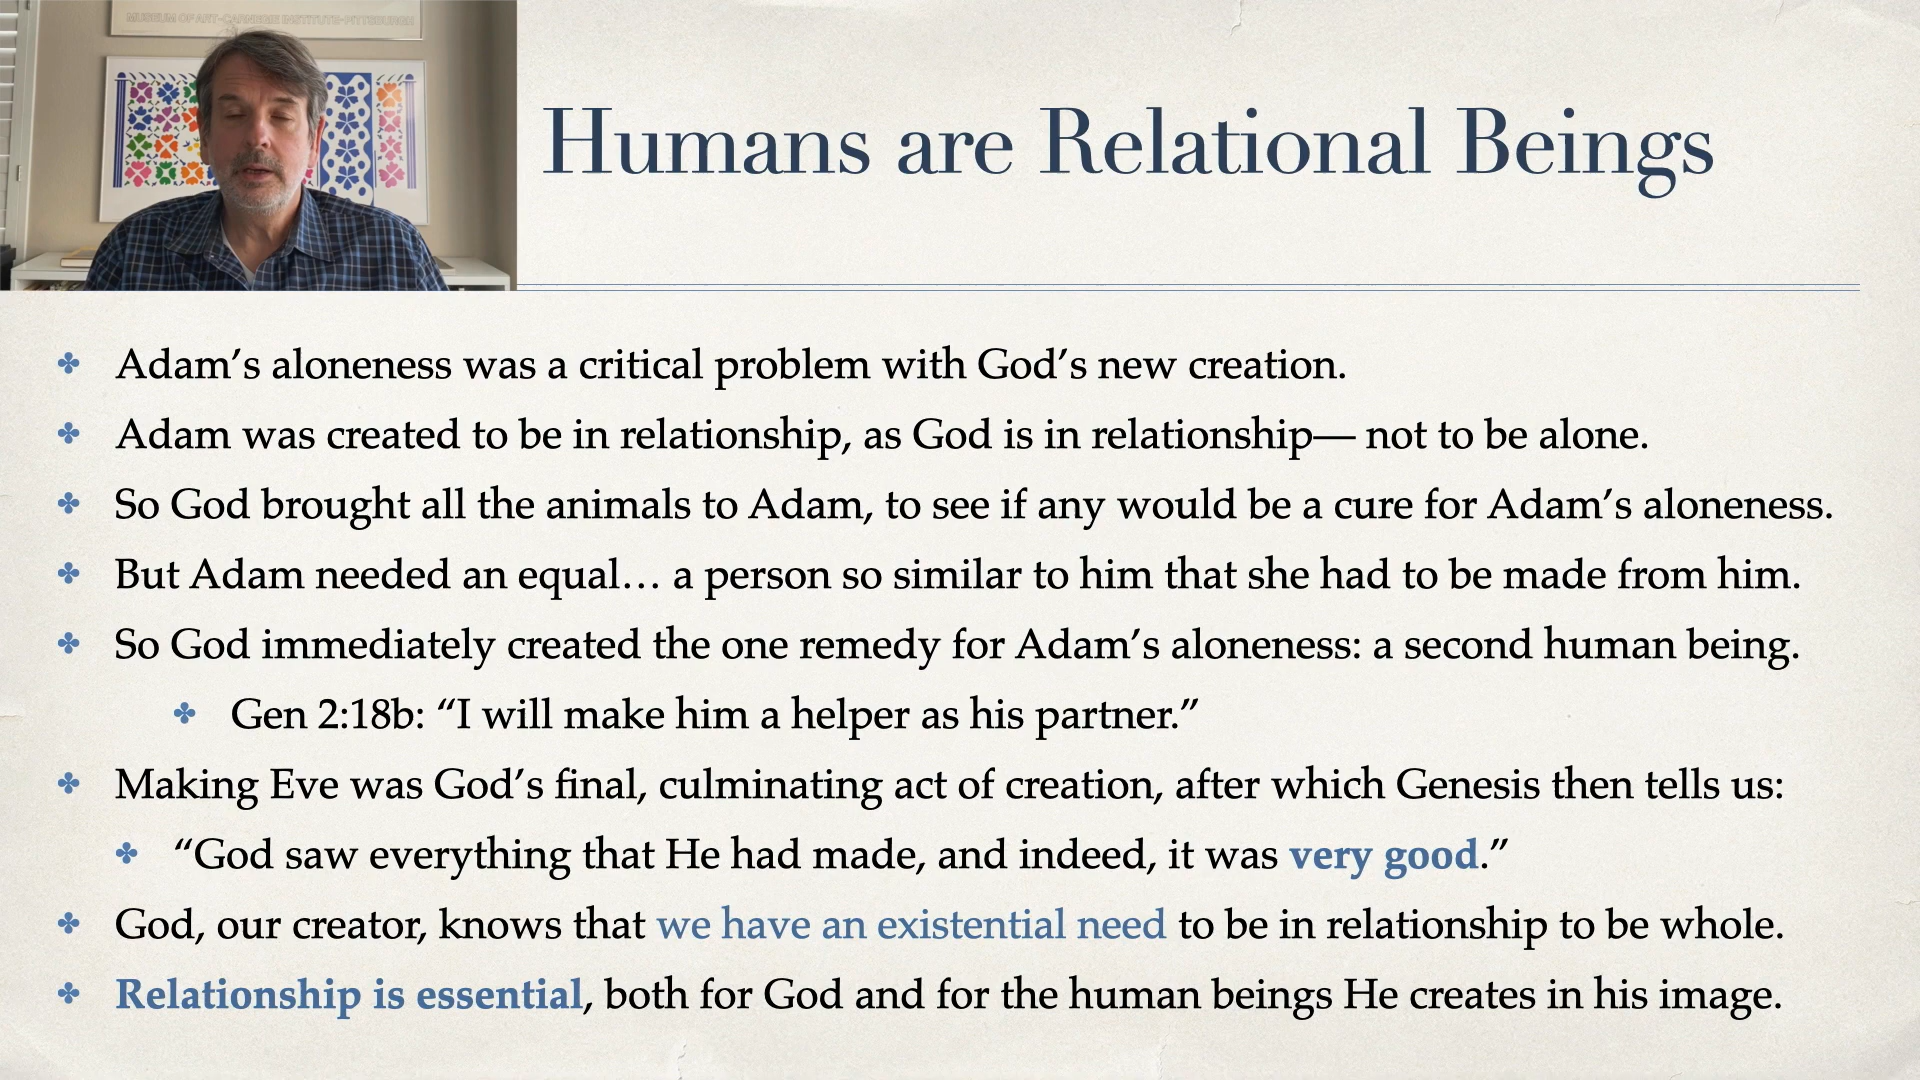 MUSEUM OF ART-CARNEGIE INSTITUTE-PITTSBURGH
Humans are Relational Beings
Adam’s aloneness was a critical problem with God’s new creation.
Adam was created to be in relationship, as God is in relationship— not to be alone.
So God brought all the animals to Adam, to see if any would be a cure for Adam’s aloneness.
But Adam needed an equal… a person so similar to him that she had to be made from him.
So God immediately created the one remedy for Adam’s aloneness: a second human being.
Gen 2:18b: “I will make him a helper as his partner.”
Making Eve was God’s final, culminating act of creation, after which Genesis then tells us:
“God saw everything that He had made, and indeed, it was very good.”
God, our creator, knows that we have an existential need to be in relationship to be whole.
Relationship is essential, both for God and for the human beings He creates in his image.